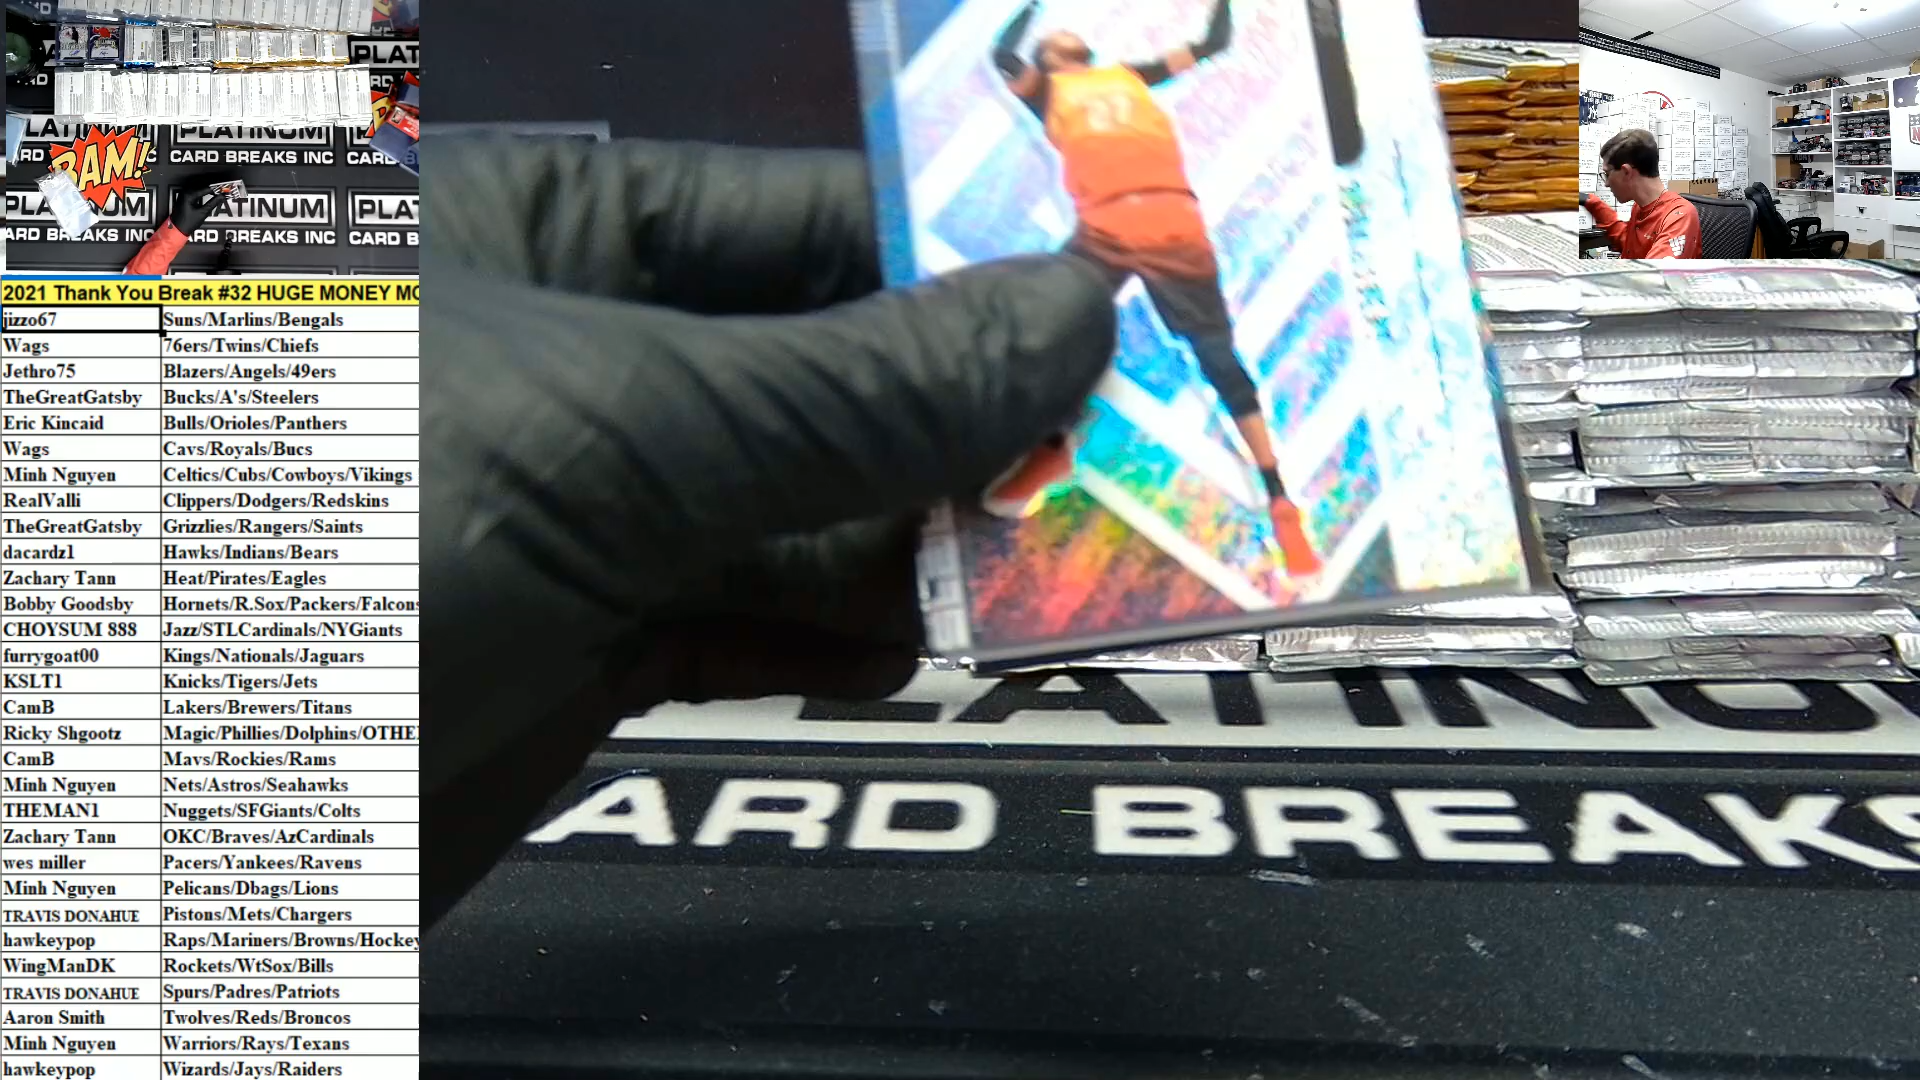 PLATINUM
CARD BREAKS INC
BAM!
PLATINUM
CARD BREAKS INC
2021 Thank You Break #32 HUGE MONEY MO
jizzo67 Suns/Marlins/Bengals
Wags 76ers/Twins/Chiefs
Jethro75 Blazers/Angels/49ers
TheGreatGatsby Bucks/A's/Steelers
Eric Kincaid Bulls/Orioles/Panthers
Wags Cavs/Royals/Bucs
Minh Nguyen Celtics/Cubs/Cowboys/Vikings
RealValli Clippers/Dodgers/Redskins
TheGreatGatsby Grizzlies/Rangers/Saints
dacardz1 Hawks/Indians/Bears
Zachary Tann Heat/Pirates/Eagles
Bobby Goodsby Hornets/R.Sox/Packers/Falcons
CHOYSUM 888 Jazz/STLCardinals/NYGiants
furrygoat00 Kings/Nationals/Jaguars
KSLT1 Knicks/Tigers/Jets
CamB Lakers/Brewers/Titans
Ricky Shgootz Magic/Phillies/Dolphins/OTHE
CamB Mavs/Rockies/Rams
Minh Nguyen Nets/Astros/Seahawks
THEMAN1 Nuggets/SFGiants/Colts
Zachary Tann OKC/Braves/AzCardinals
wes miller Pacers/Yankees/Ravens
Minh Nguyen Pelicans/Dbags/Lions
TRAVIS DONAHUE Pistons/Mets/Chargers
hawkeypop Raps/Mariners/Browns/Hockey
WingManDK Rockets/WtSox/Bills
TRAVIS DONAHUE Spurs/Padres/Patriots
Aaron Smith Twolves/Reds/Broncos
Minh Nguyen Warriors/Rays/Texans
hawkeypop Wizards/Jays/Raiders
PLATINU
ARD BREAKS